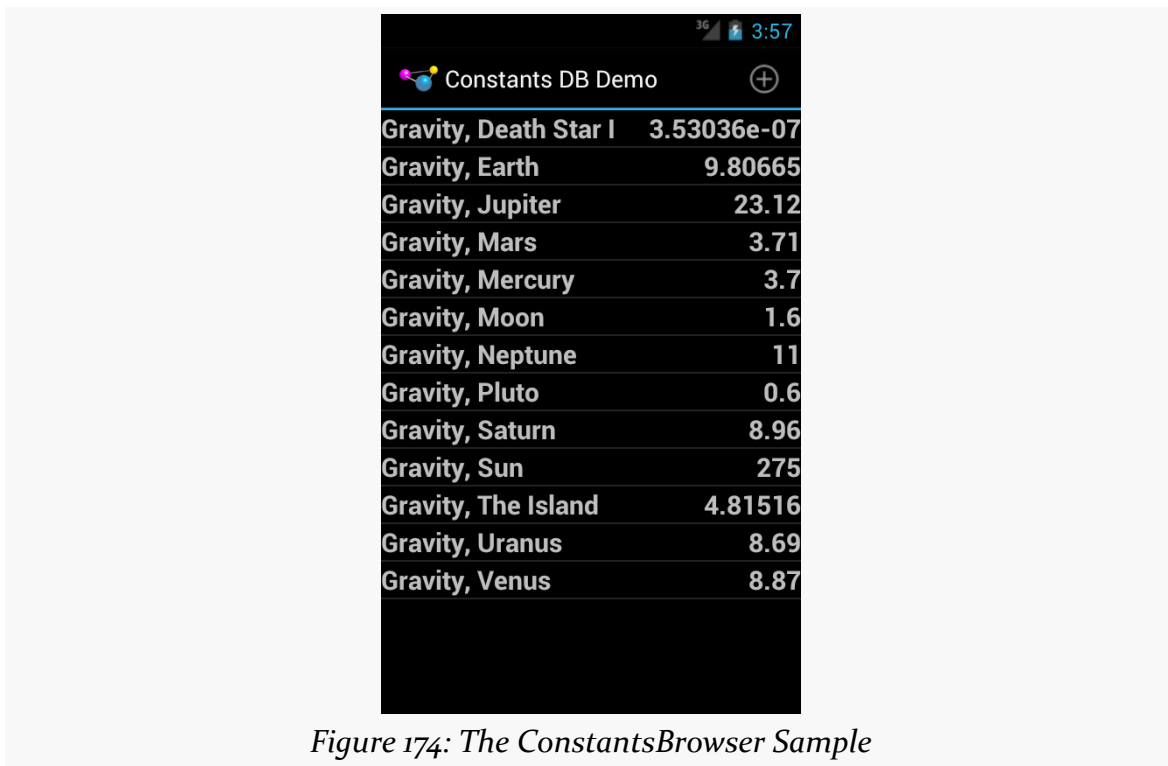 3G 3:57
Constants DB Demo
Gravity, Death Star I 3.53036e-07
Gravity, Earth 9.80665
Gravity, Jupiter 23.12
Gravity, Mars 3.71
Gravity, Mercury 3.7
Gravity, Moon 1.6
Gravity, Neptune 11
Gravity, Pluto 0.6
Gravity, Saturn 8.96
Gravity, Sun 275
Gravity, The Island 4.81516
Gravity, Uranus 8.69
Gravity, Venus 8.87
Figure 174: The ConstantsBrowser Sample